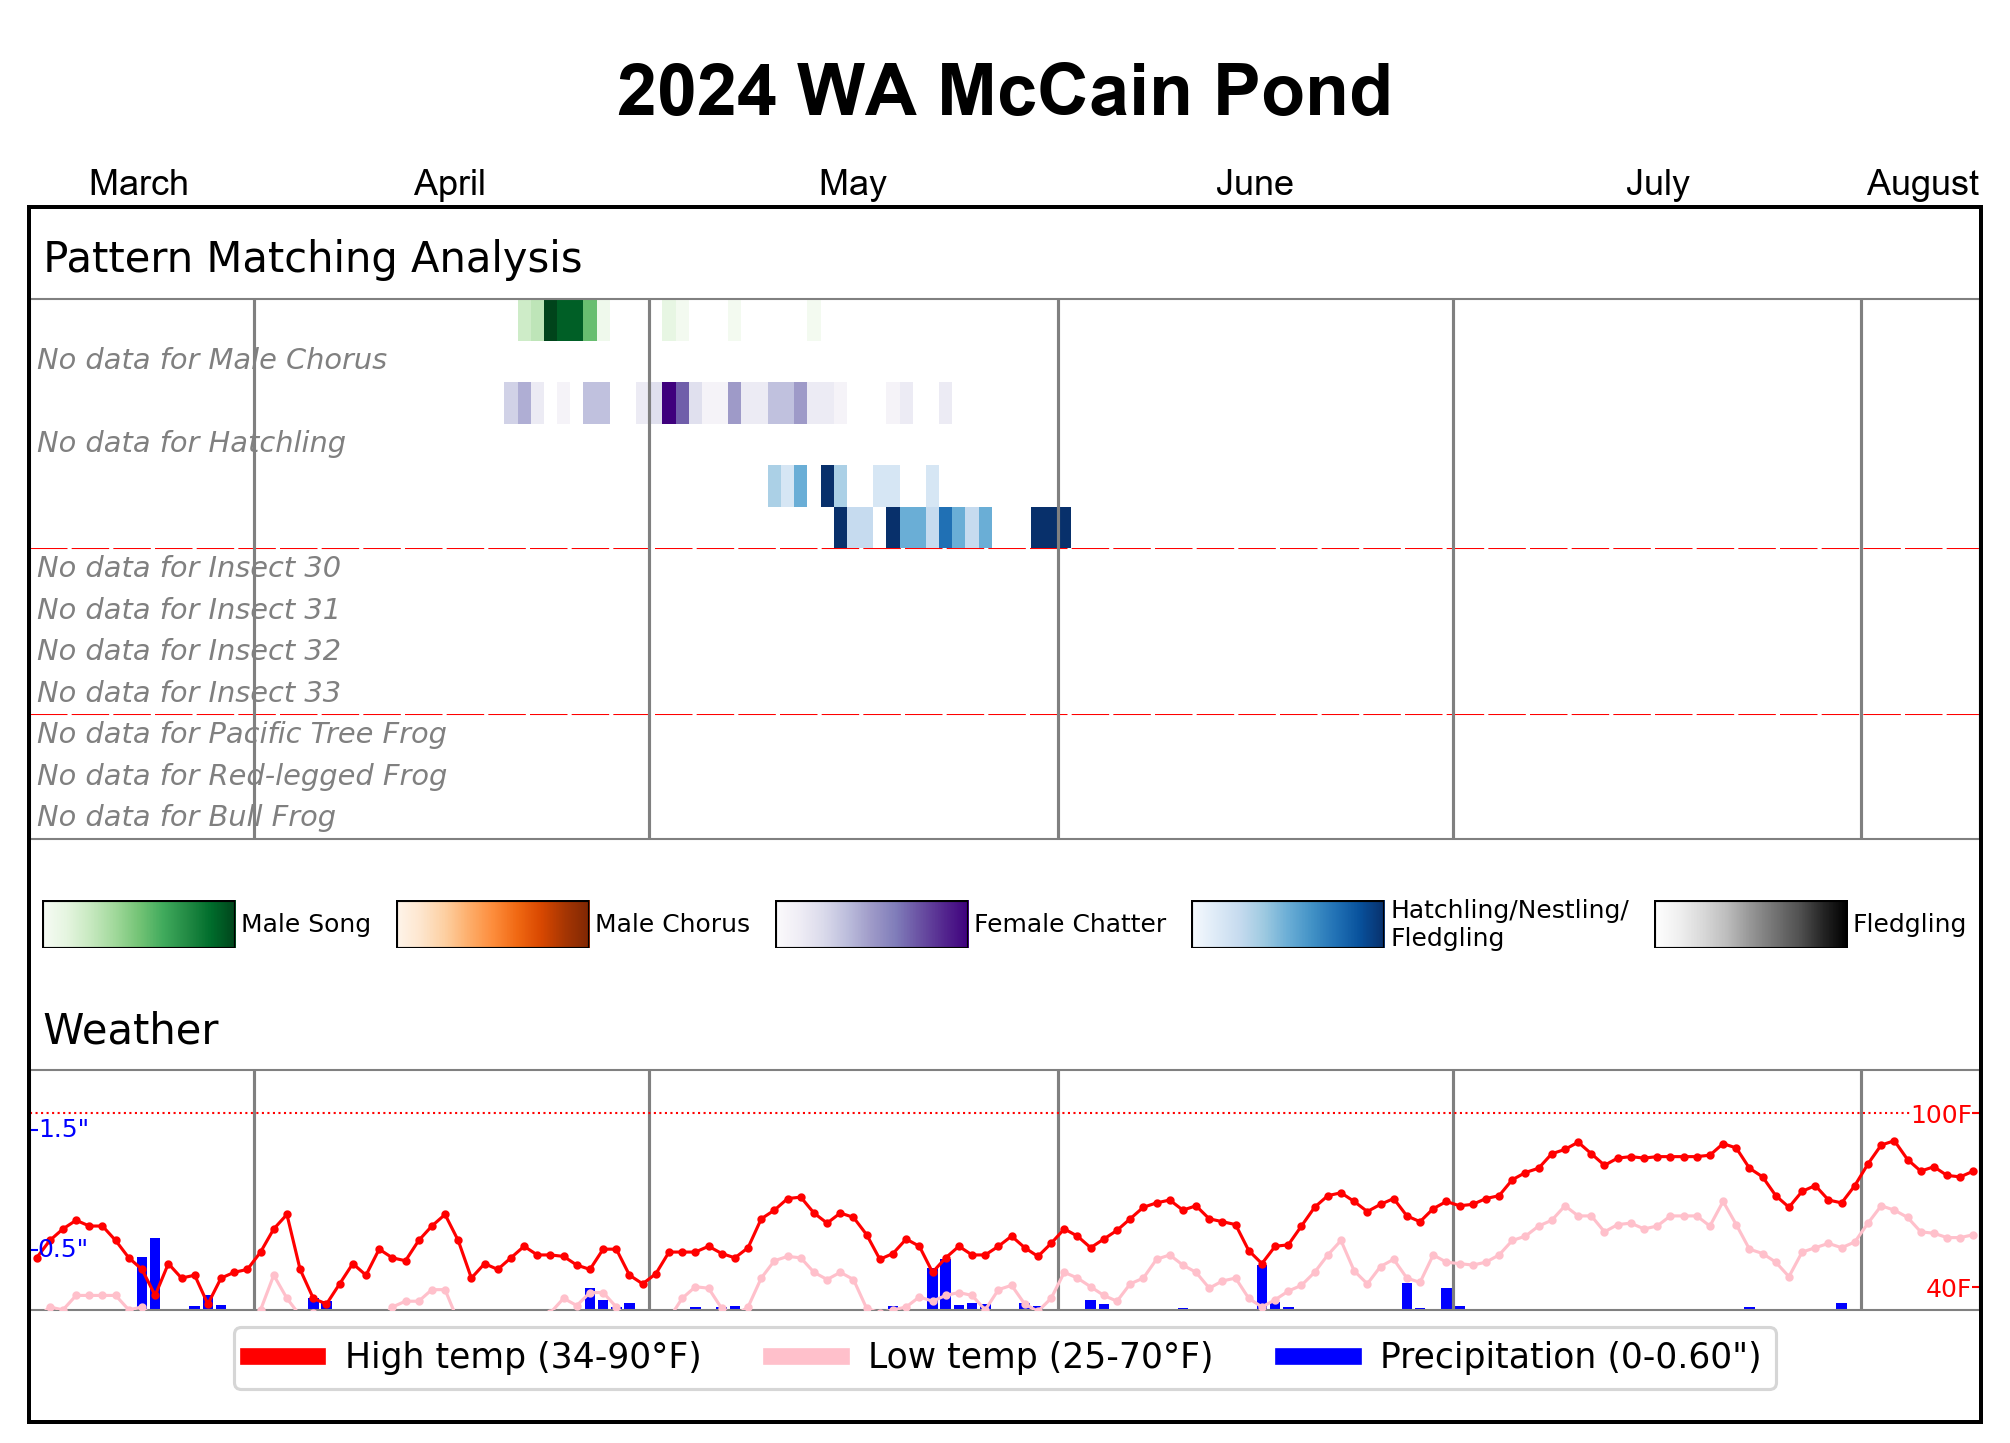 2024 WA McCain Pond
March April May June July August
Pattern Matching Analysis
No data for Male Chorus
No data for Hatchling
No data for Insect 30
No data for Insect 31
No data for Insect 32
No data for Insect 33
No data for Pacific Tree Frog
No data for Red-legged Frog
No data for Bull Frog
Male Song
Male Chorus
Female Chatter
Hatchling/Nestling/
Fledgling
Fledgling
Weather
1.5"
100F
0.5"
40F
High temp (34-90°F)
Low temp (25-70°F)
Precipitation (0-0.60")